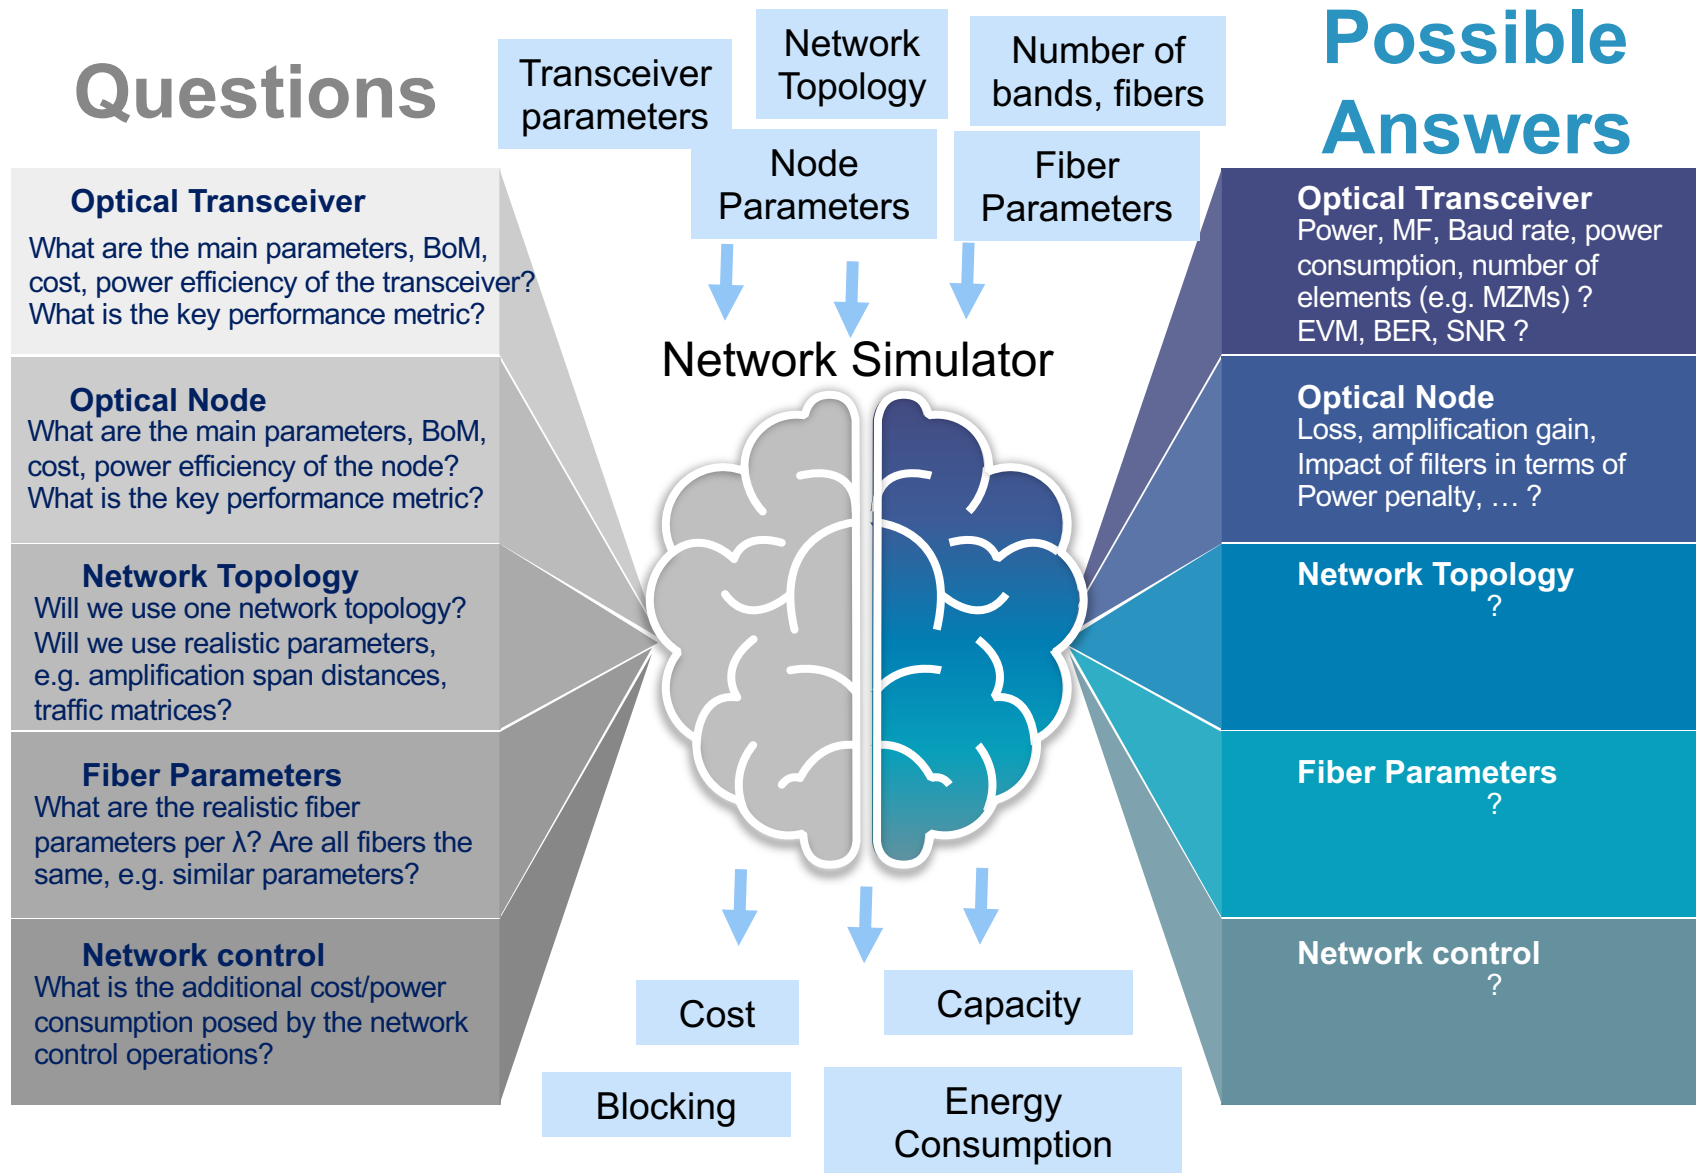 Questions
Transceiver
parameters
Network
Topology
Number of
bands, fibers
Node
Parameters
Fiber
Parameters
Possible
Answers
Optical Transceiver
What are the main parameters, BoM,
cost, power efficiency of the transceiver?
What is the key performance metric?
Optical Node
What are the main parameters, BoM,
cost, power efficiency of the node?
What is the key performance metric?
Network Topology
Will we use one network topology?
Will we use realistic parameters,
e.g. amplification span distances,
traffic matrices?
Fiber Parameters
What are the realistic fiber
parameters per λ? Are all fibers the
same, e.g. similar parameters?
Network control
What is the additional cost/power
consumption posed by the network
control operations?
Network Simulator
Cost
Capacity
Blocking
Energy
Consumption
Optical Transceiver
Power, MF, Baud rate, power
consumption, number of
elements (e.g. MZMs) ?
EVM, BER, SNR ?
Optical Node
Loss, amplification gain,
Impact of filters in terms of
Power penalty, … ?
Network Topology
?
Fiber Parameters
?
Network control
?